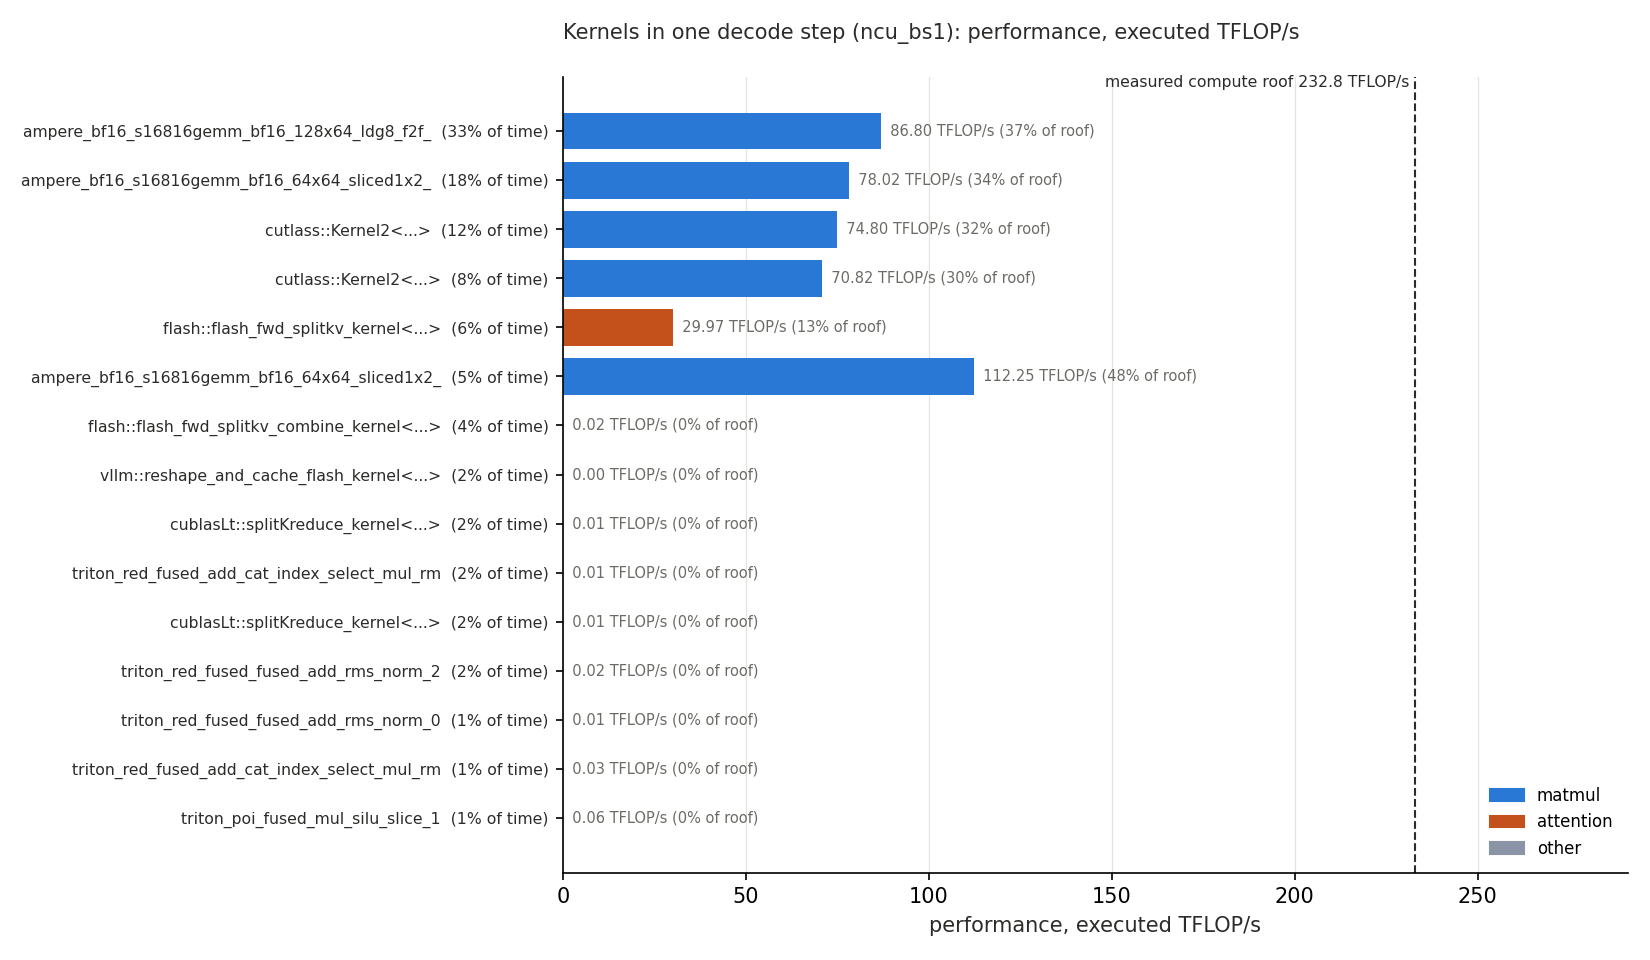 Kernels in one decode step (ncu_bs1): performance, executed TFLOP/s
measured compute roof 232.8 TFLOP/s
ampere_bf16_s16816gemm_bf16_128x64_ldg8_f2f_ (33% of time) 86.80 TFLOP/s (37% of roof)
ampere_bf16_s16816gemm_bf16_64x64_sliced1x2_ (18% of time) 78.02 TFLOP/s (34% of roof)
cutlass::Kernel2<...> (12% of time) 74.80 TFLOP/s (32% of roof)
cutlass::Kernel2<...> (8% of time) 70.82 TFLOP/s (30% of roof)
flash::flash_fwd_splitkv_kernel<...> (6% of time) 29.97 TFLOP/s (13% of roof)
ampere_bf16_s16816gemm_bf16_64x64_sliced1x2_ (5% of time) 112.25 TFLOP/s (48% of roof)
flash::flash_fwd_splitkv_combine_kernel<...> (4% of time) 0.02 TFLOP/s (0% of roof)
vllm::reshape_and_cache_flash_kernel<...> (2% of time) 0.00 TFLOP/s (0% of roof)
cublasLt::splitKreduce_kernel<...> (2% of time) 0.01 TFLOP/s (0% of roof)
triton_red_fused_add_cat_index_select_mul_rm (2% of time) 0.01 TFLOP/s (0% of roof)
cublasLt::splitKreduce_kernel<...> (2% of time) 0.01 TFLOP/s (0% of roof)
triton_red_fused_fused_add_rms_norm_2 (2% of time) 0.02 TFLOP/s (0% of roof)
triton_red_fused_fused_add_rms_norm_0 (1% of time) 0.01 TFLOP/s (0% of roof)
triton_red_fused_add_cat_index_select_mul_rm (1% of time) 0.03 TFLOP/s (0% of roof)
triton_poi_fused_mul_silu_slice_1 (1% of time) 0.06 TFLOP/s (0% of roof)
matmul
attention
other
0 50 100 150 200 250
performance, executed TFLOP/s